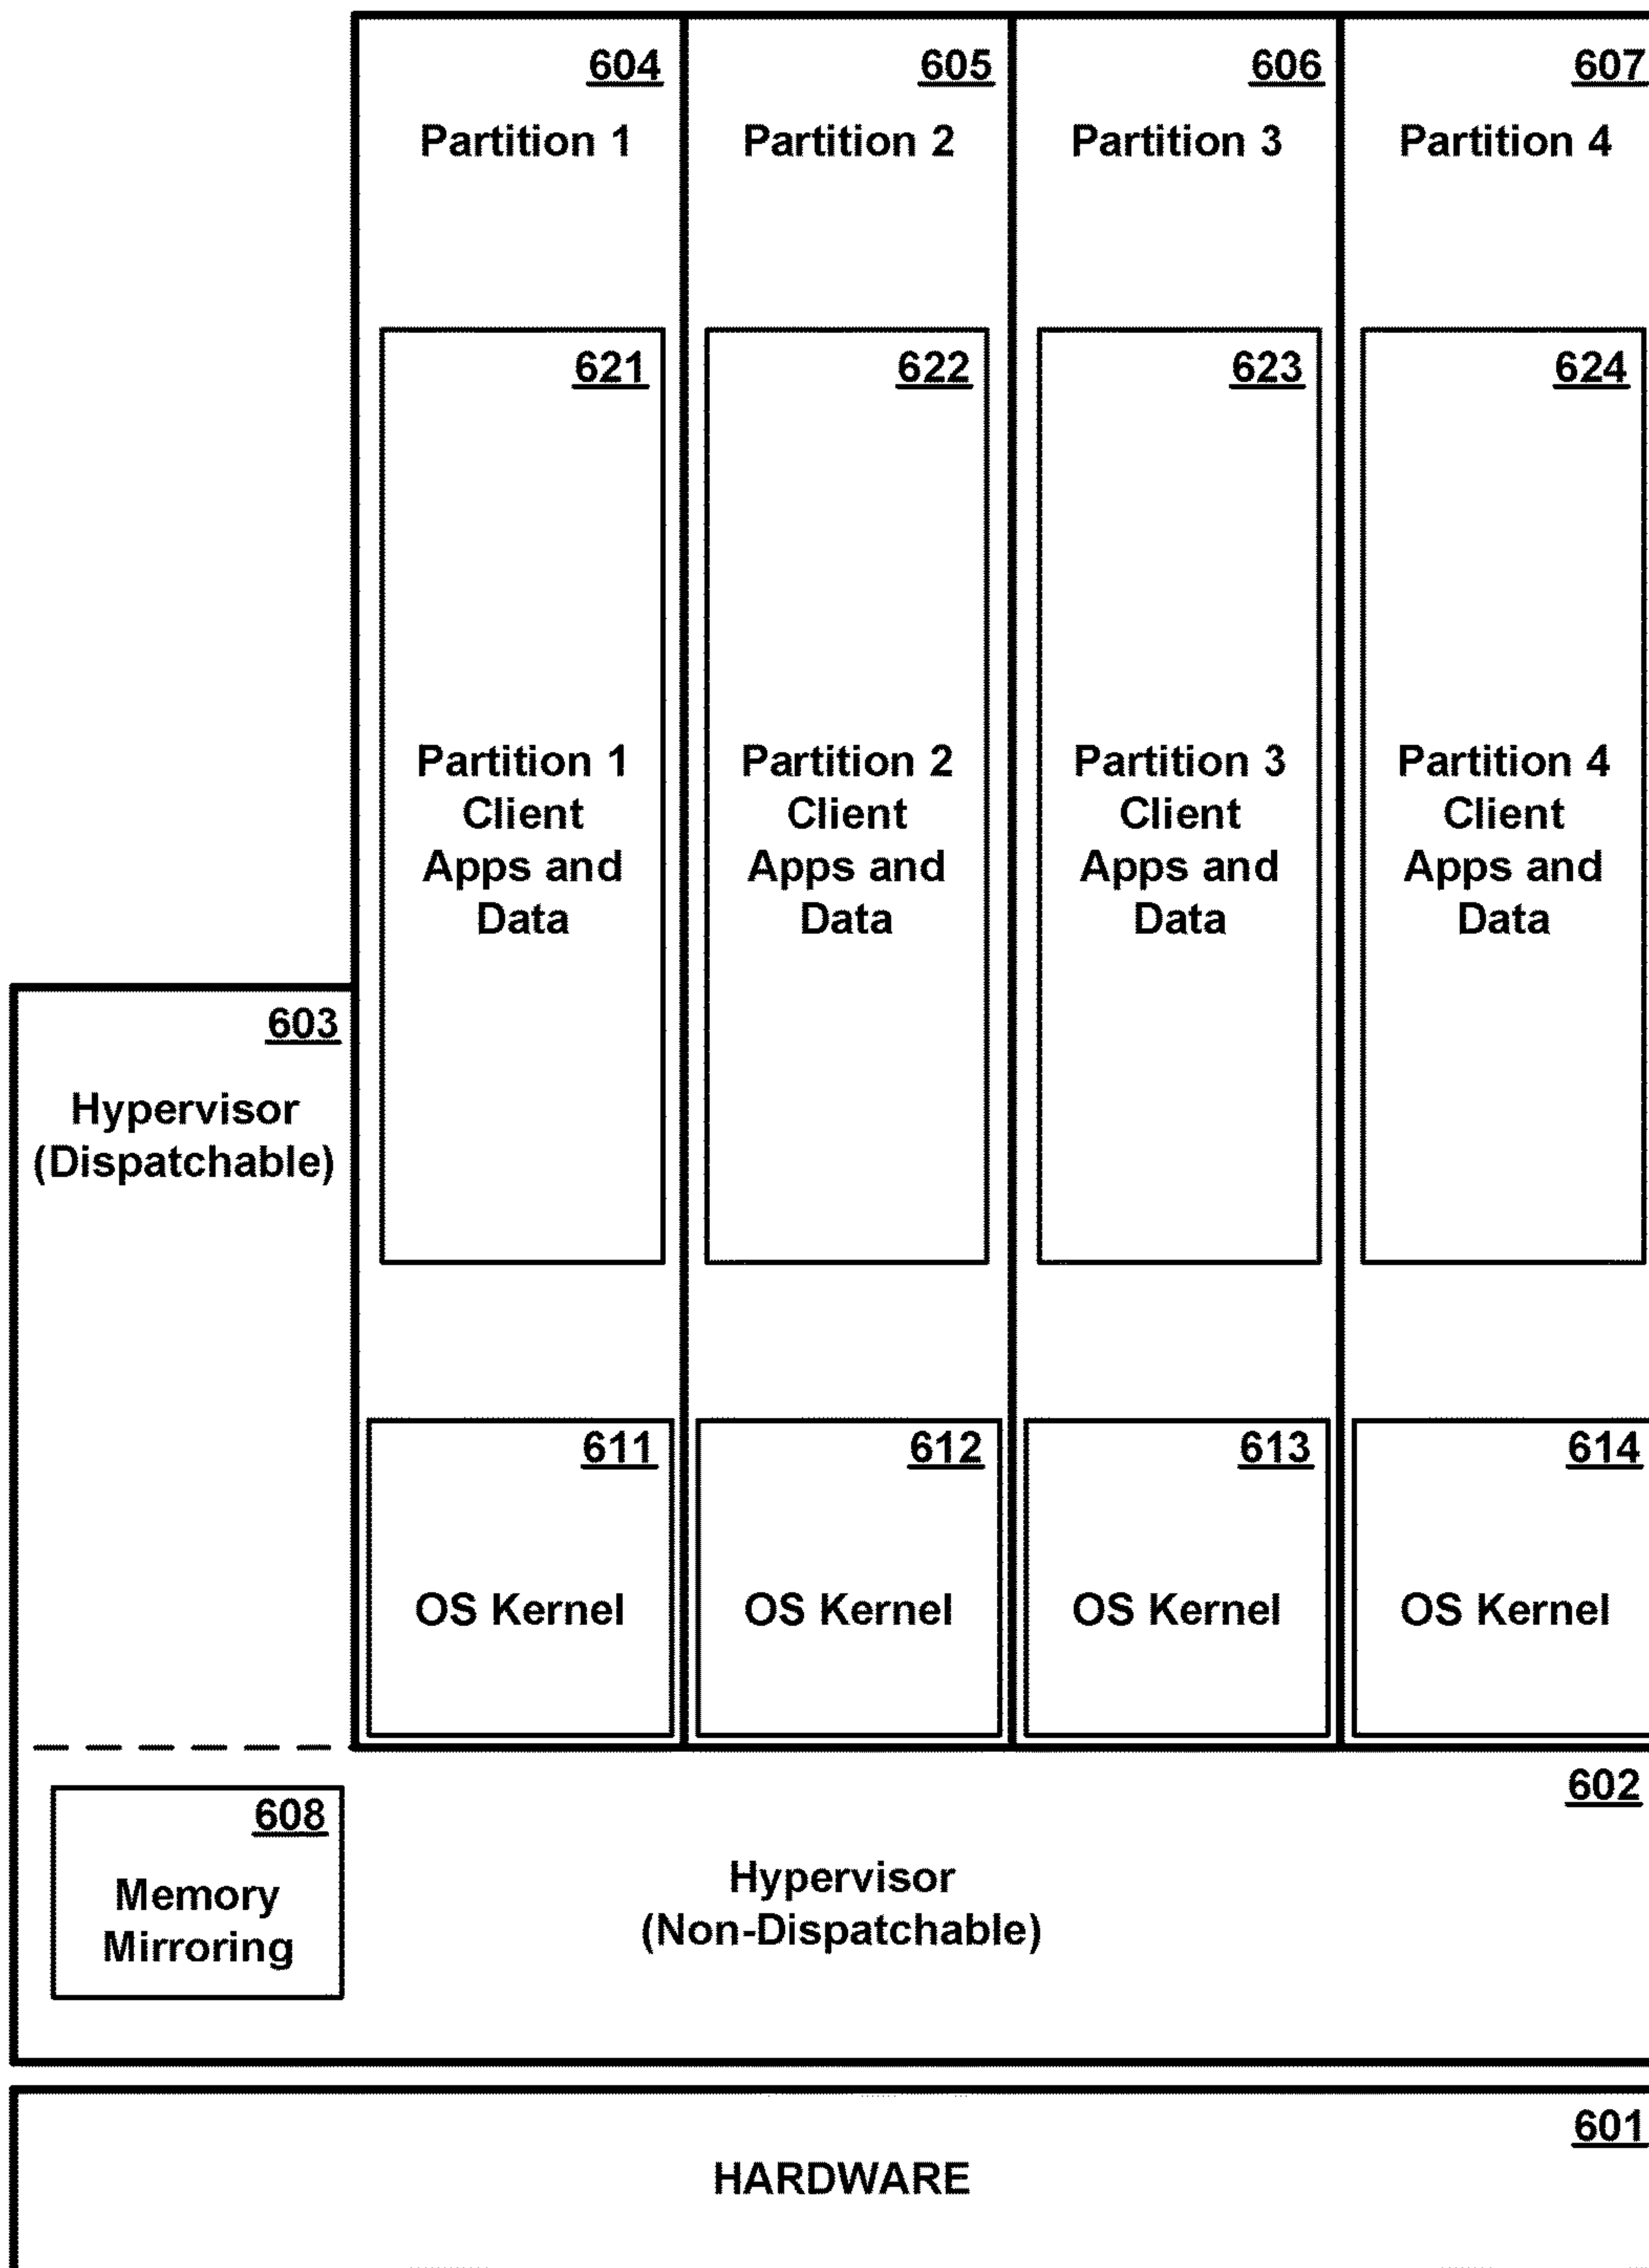 604
605
606
607
Partition 1
Partition 2
Partition 3
Partition 4
621
622
623
624
Partition 1
Client
Apps and
Data
Partition 2
Client
Apps and
Data
Partition 3
Client
Apps and
Data
Partition 4
Client
Apps and
Data
603
Hypervisor
(Dispatchable)
611
612
613
614
OS Kernel
OS Kernel
OS Kernel
OS Kernel
602
608
Memory
Mirroring
Hypervisor
(Non-Dispatchable)
601
HARDWARE